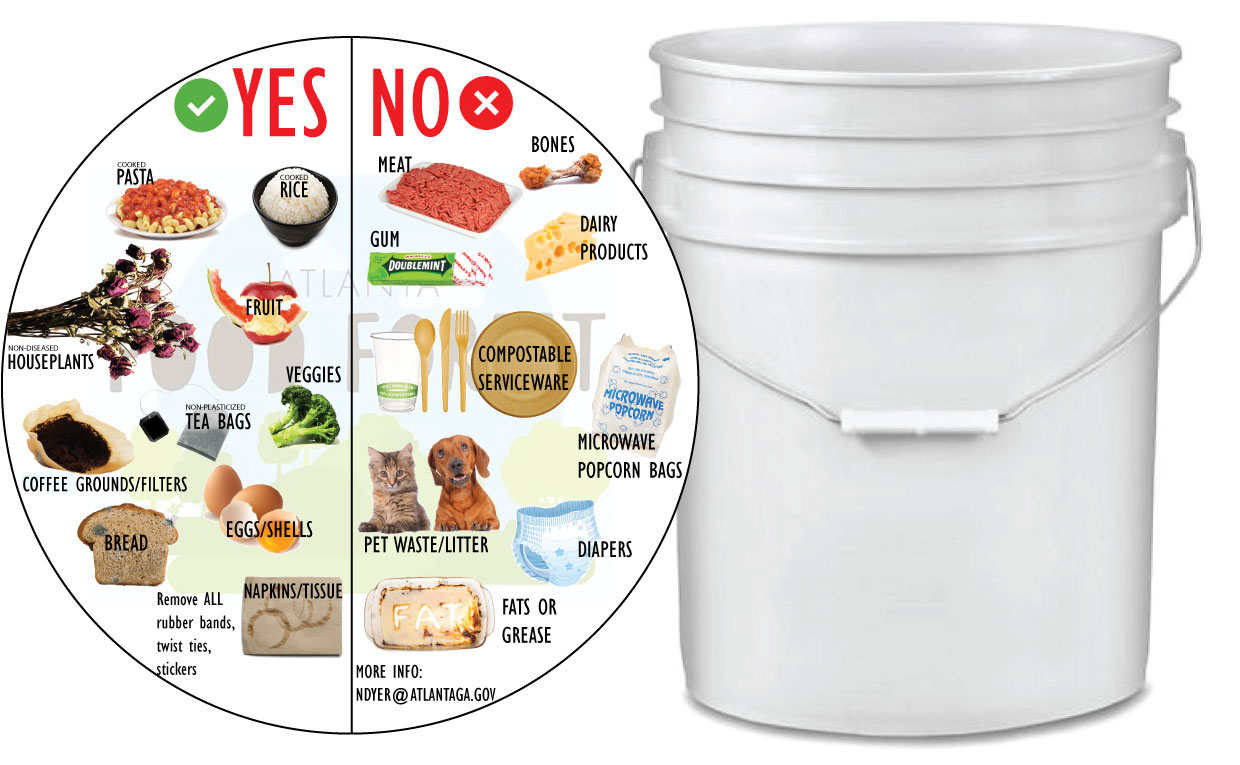 YES
COOKED
PASTA
COOKED
RICE
FRUIT
NON-DISEASED
HOUSEPLANTS
VEGGIES
NON-PLASTICIZED
TEA BAGS
COFFEE GROUNDS/FILTERS
EGGS/SHELLS
BREAD
NAPKINS/TISSUE
Remove ALL
rubber bands,
twist ties,
stickers
NO
BONES
MEAT
DAIRY
PRODUCTS
GUM
DOUBLEMINT
ATLANTA
FOOD FOREST
COMPOSTABLE
SERVICEWARE
MICROWAVE
POPCORN
MICROWAVE
POPCORN BAGS
PET WASTE/LITTER
DIAPERS
FAT
FATS OR
GREASE
MORE INFO:
NDYER@ATLANTAGA.GOV